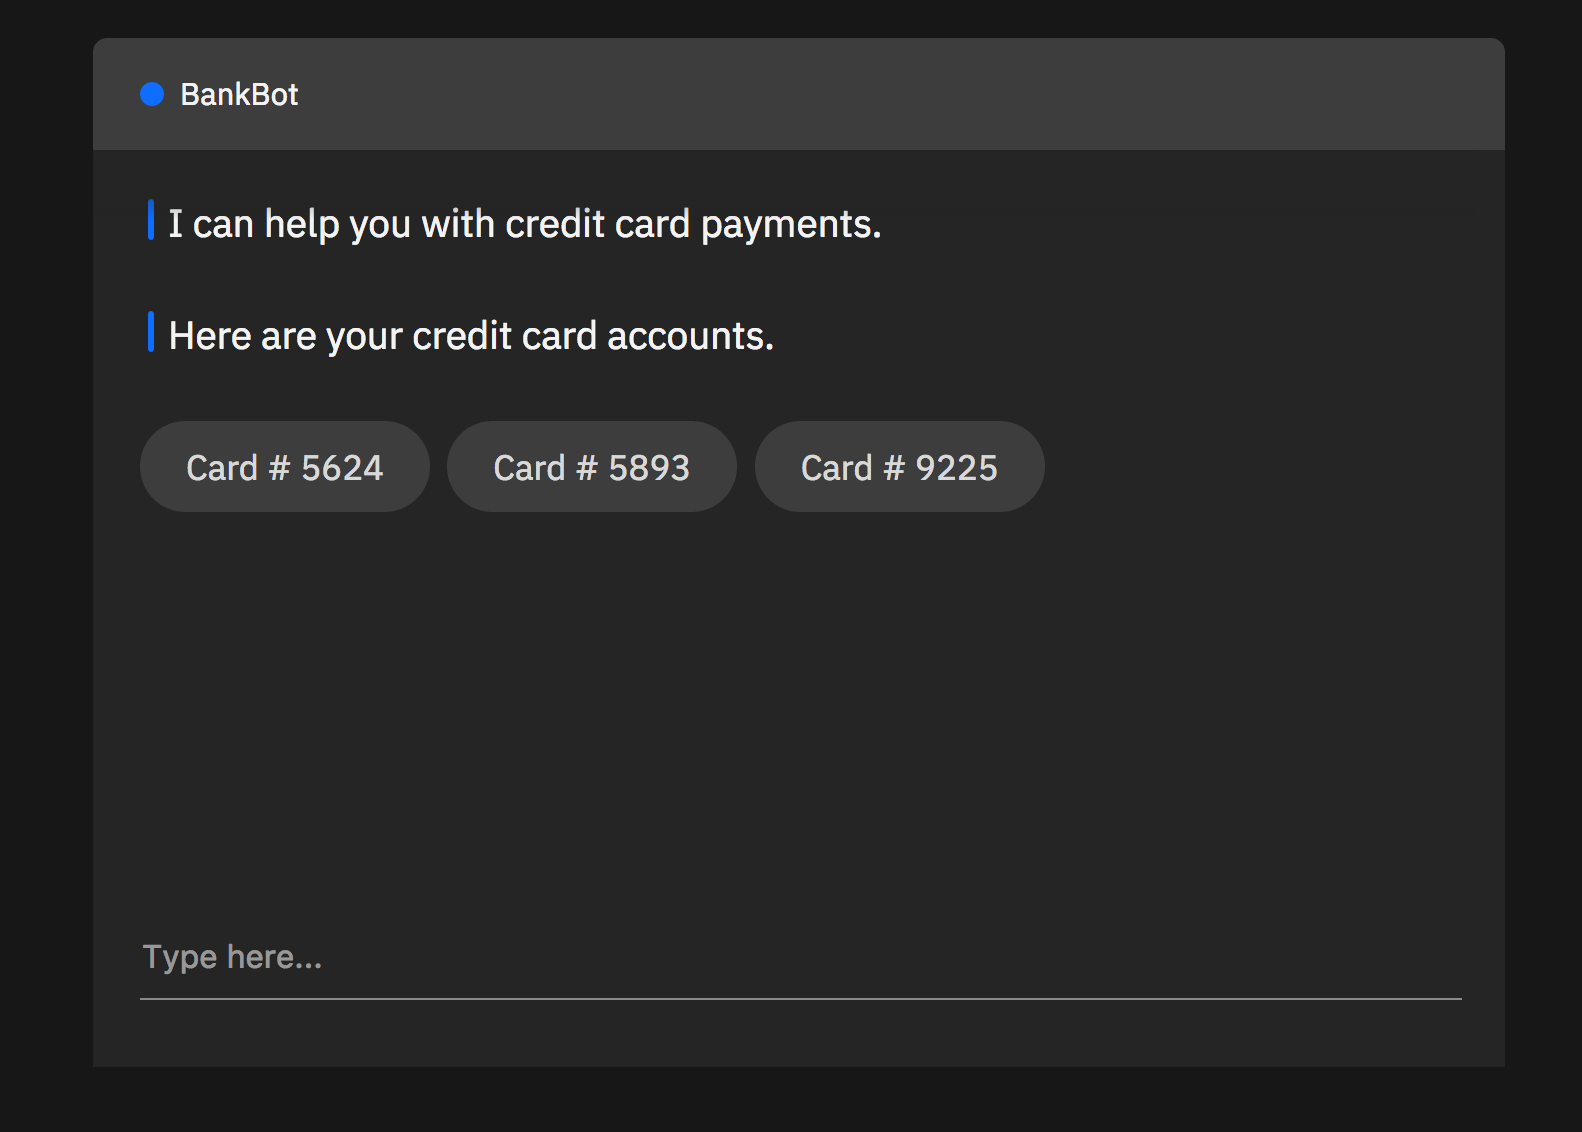 BankBot
I can help you with credit card payments.
Here are your credit card accounts.
Card # 5624 Card # 5893 Card # 9225
Type here...